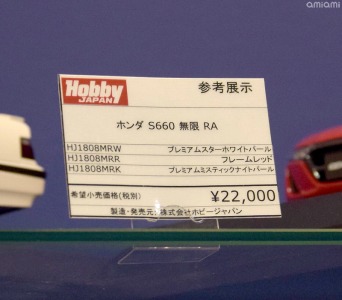 amiami
Hobby JAPAN 参考展示
ホンダ S660 無限 RA
HJ1808MRW プレミアムスターホワイトパール
HJ1808MRR フレームレッド
HJ1808MRK プレミアムミスティックナイトパール
希望小売価格(税別) ¥22,000
製造・発売元:株式会社ホビージャパン